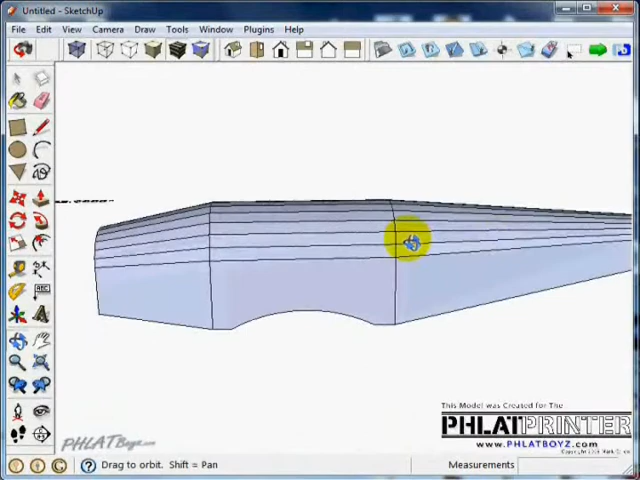 Untitled - SketchUp
File Edit View Camera Draw Tools Window Plugins Help
This Model was Created For The
PHLATPRINTER
www.PHLATBOYZ.com
PHLATBoyz.com
Drag to orbit. Shift = Pan
Measurements